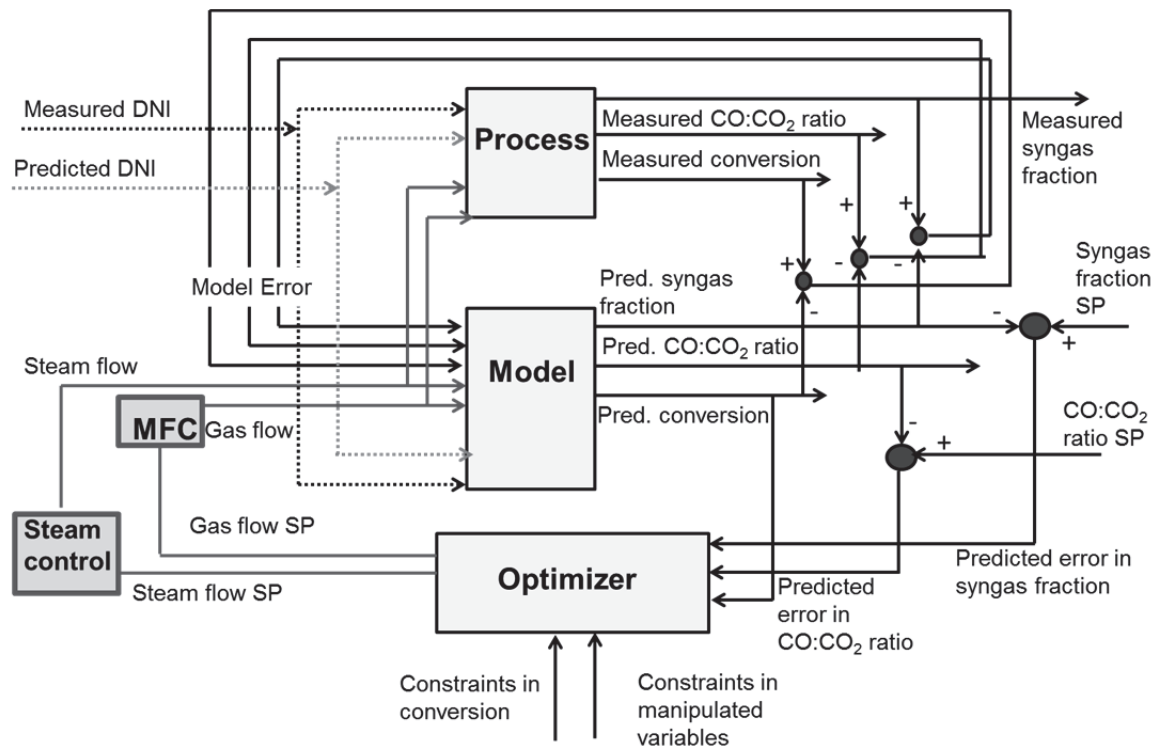 Measured DNI
Predicted DNI
Process
Measured CO:CO₂ ratio
Measured conversion
Measured
syngas
fraction
+
+
+
-
-
-
Model Error
Pred. syngas
fraction
Syngas
fraction
SP
-
+
Steam flow
Model
Pred. CO:CO₂ ratio
Pred. conversion
MFC
Gas flow
-
+
CO:CO₂
ratio SP
Steam
control
Gas flow SP
Steam flow SP
Optimizer
Predicted error in
syngas fraction
Predicted
error in
CO:CO₂ ratio
Constraints in
conversion
Constraints in
manipulated
variables